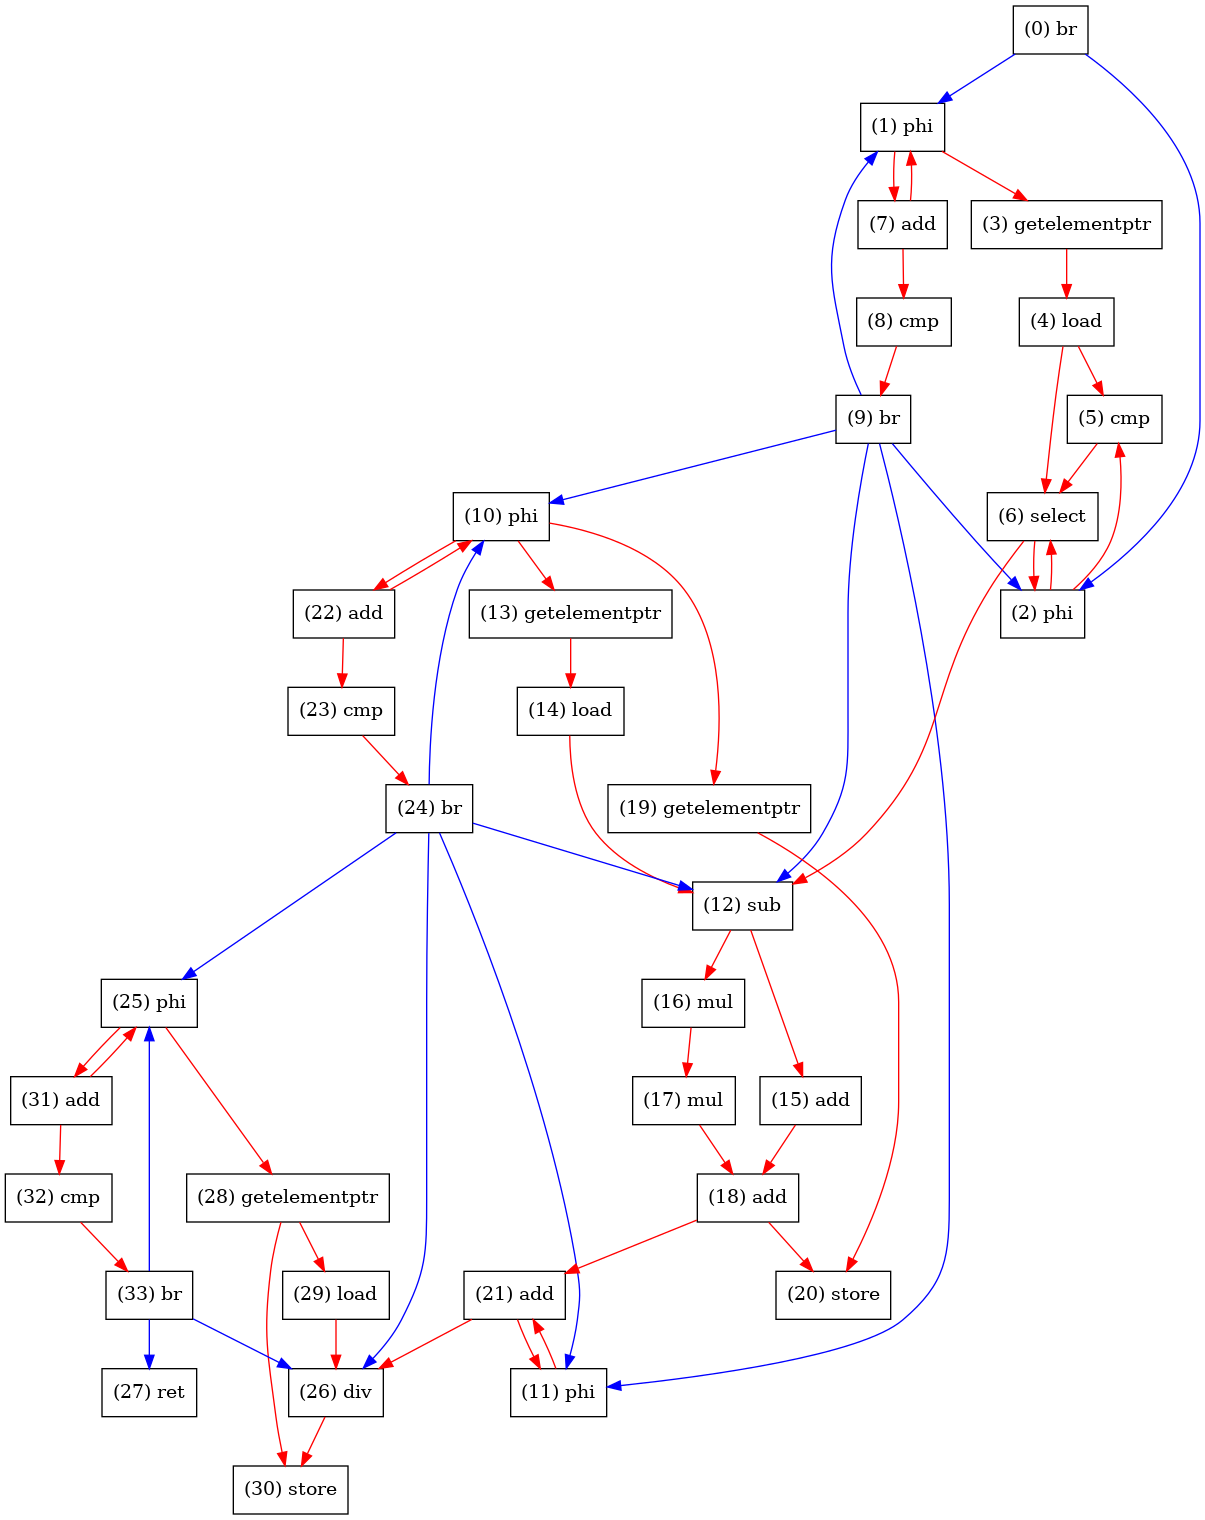 (0) br
(1) phi
(7) add
(3) getelementptr
(8) cmp
(4) load
(9) br
(5) cmp
(10) phi
(6) select
(22) add
(13) getelementptr
(2) phi
(23) cmp
(14) load
(24) br
(19) getelementptr
(12) sub
(25) phi
(16) mul
(31) add
(17) mul
(15) add
(32) cmp
(28) getelementptr
(18) add
(33) br
(29) load
(21) add
(20) store
(27) ret
(26) div
(11) phi
(30) store